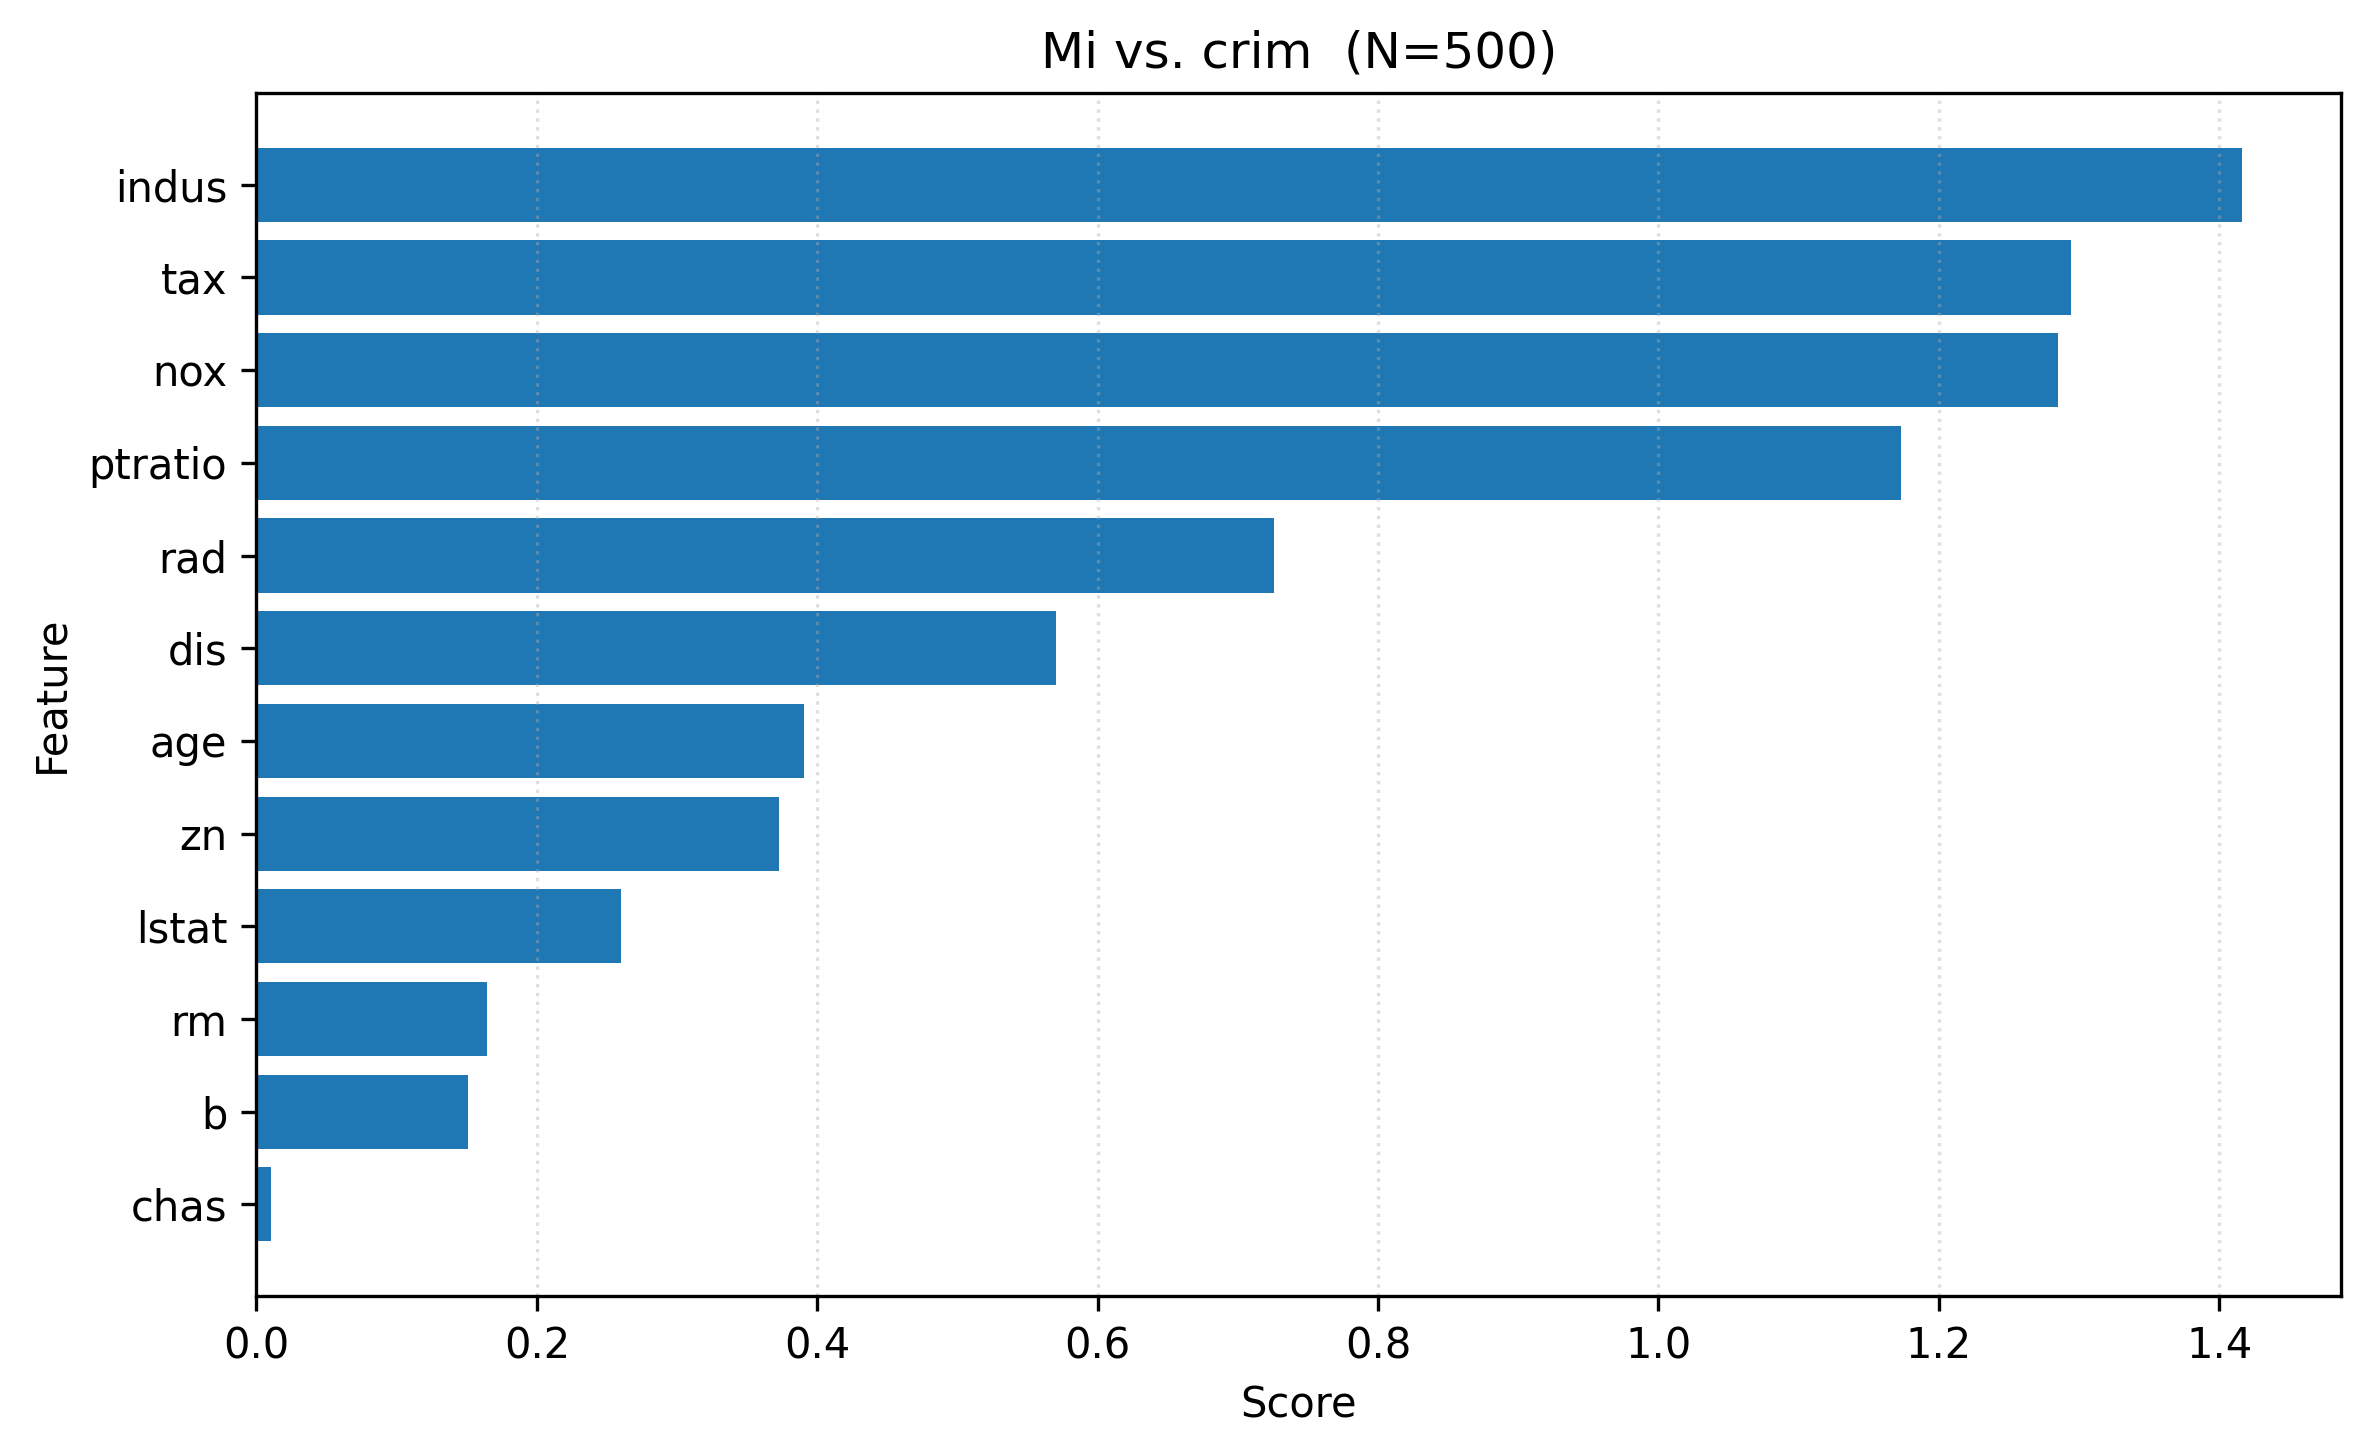 Mi vs. crim  (N=500)
Feature
indus
tax
nox
ptratio
rad
dis
age
zn
lstat
rm
b
chas
0.0 0.2 0.4 0.6 0.8 1.0 1.2 1.4
Score